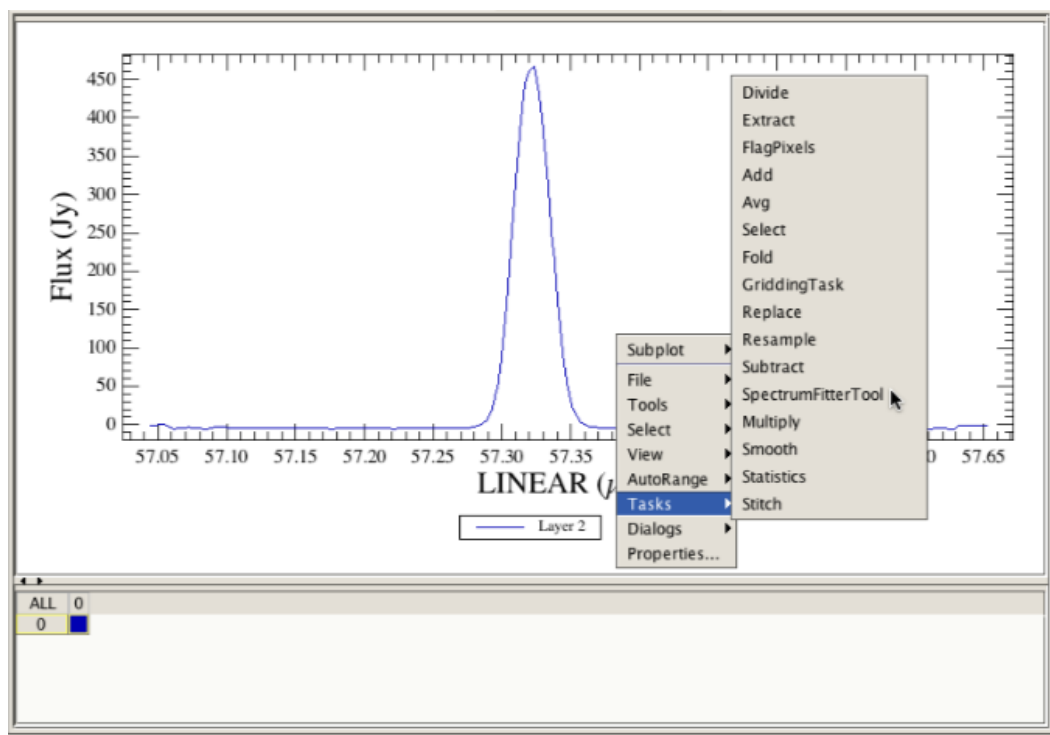 450
400
350
300
250
200
150
100
50
0
Flux (Jy)
57.05 57.10 57.15 57.20 57.25 57.30 57.35 0 57.65
LINEAR (μ
Layer 2
Subplot
File
Tools
Select
View
AutoRange
Tasks
Dialogs
Properties...
Divide
Extract
FlagPixels
Add
Avg
Select
Fold
GriddingTask
Replace
Resample
Subtract
SpectrumFitterTool
Multiply
Smooth
Statistics
Stitch
ALL 0
0